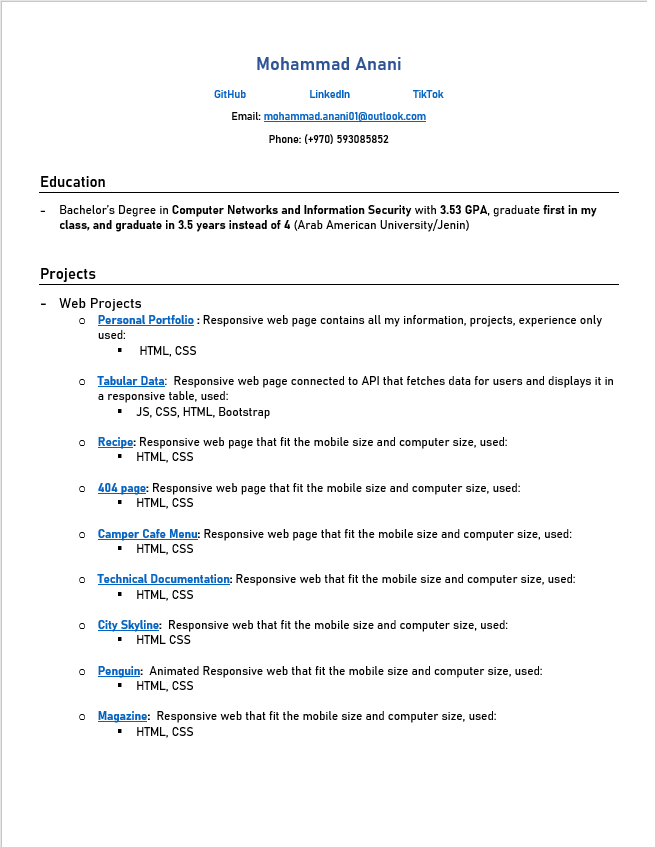 Mohammad Anani
GitHub LinkedIn TikTok
Email: mohammad.anani01@outlook.com
Phone: (+970) 593085852
Education
- Bachelor's Degree in Computer Networks and Information Security with 3.53 GPA, graduate first in my
class, and graduate in 3.5 years instead of 4 (Arab American University/Jenin)
Projects
- Web Projects
o Personal Portfolio : Responsive web page contains all my information, projects, experience only
used:
▪ HTML, CSS
o Tabular Data: Responsive web page connected to API that fetches data for users and displays it in
a responsive table, used:
▪ JS, CSS, HTML, Bootstrap
o Recipe: Responsive web page that fit the mobile size and computer size, used:
▪ HTML, CSS
o 404 page: Responsive web page that fit the mobile size and computer size, used:
▪ HTML, CSS
o Camper Cafe Menu: Responsive web page that fit the mobile size and computer size, used:
▪ HTML, CSS
o Technical Documentation: Responsive web that fit the mobile size and computer size, used:
▪ HTML, CSS
o City Skyline: Responsive web that fit the mobile size and computer size, used:
▪ HTML CSS
o Penguin: Animated Responsive web that fit the mobile size and computer size, used:
▪ HTML, CSS
o Magazine: Responsive web that fit the mobile size and computer size, used:
▪ HTML, CSS